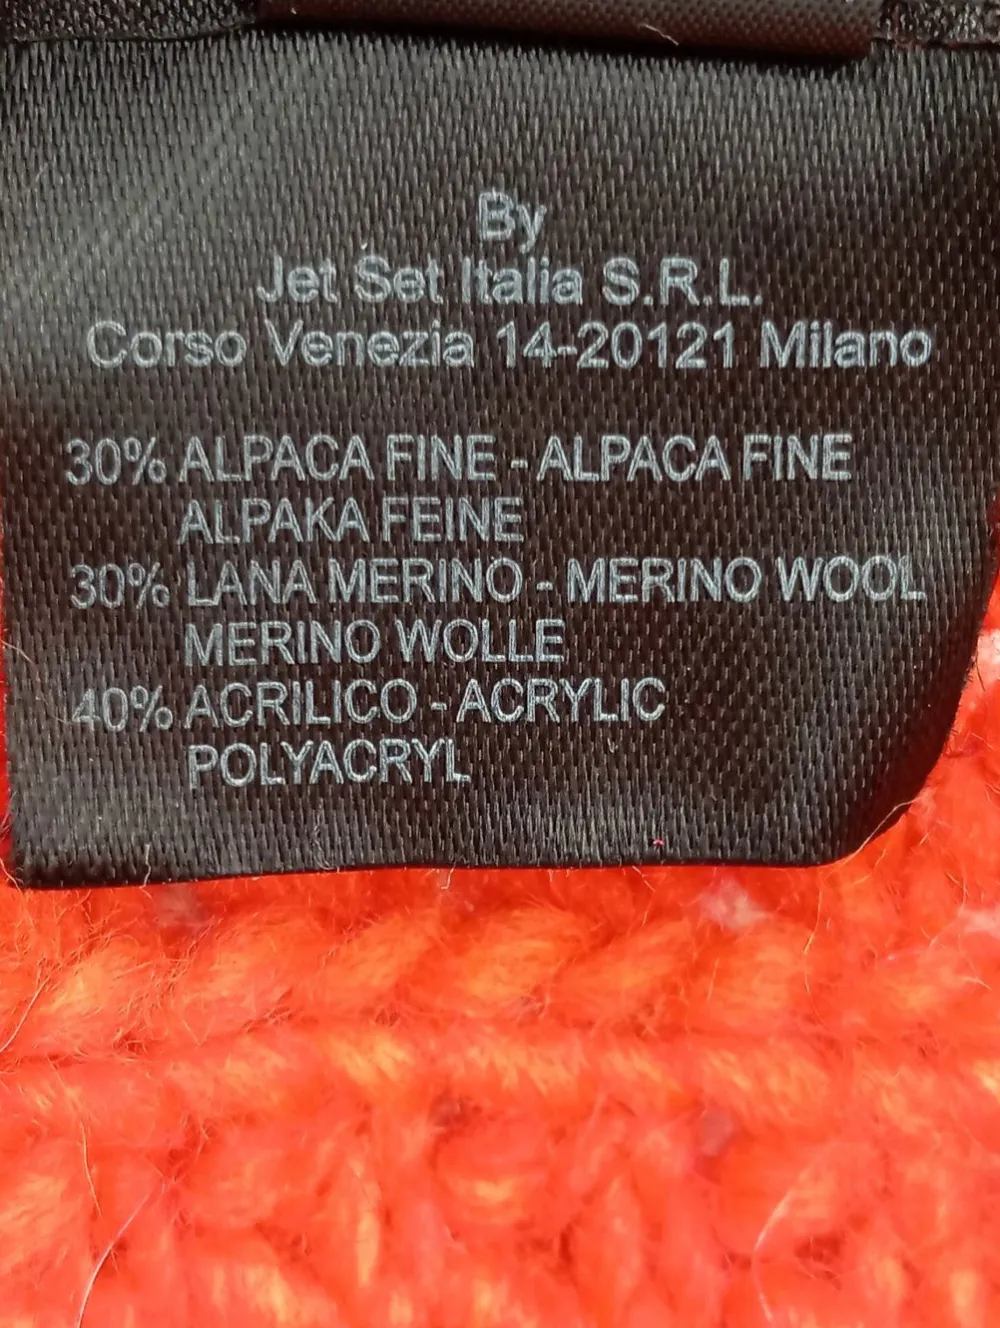 By
Jet Set Italia S.R.L.
Corso Venezia 14-20121 Milano
30% ALPACA FINE - ALPACA FINE
ALPAKA FEINE
30% LANA MERINO - MERINO WOOL
MERINO WOLLE
40% ACRILICO - ACRYLIC
POLYACRYL